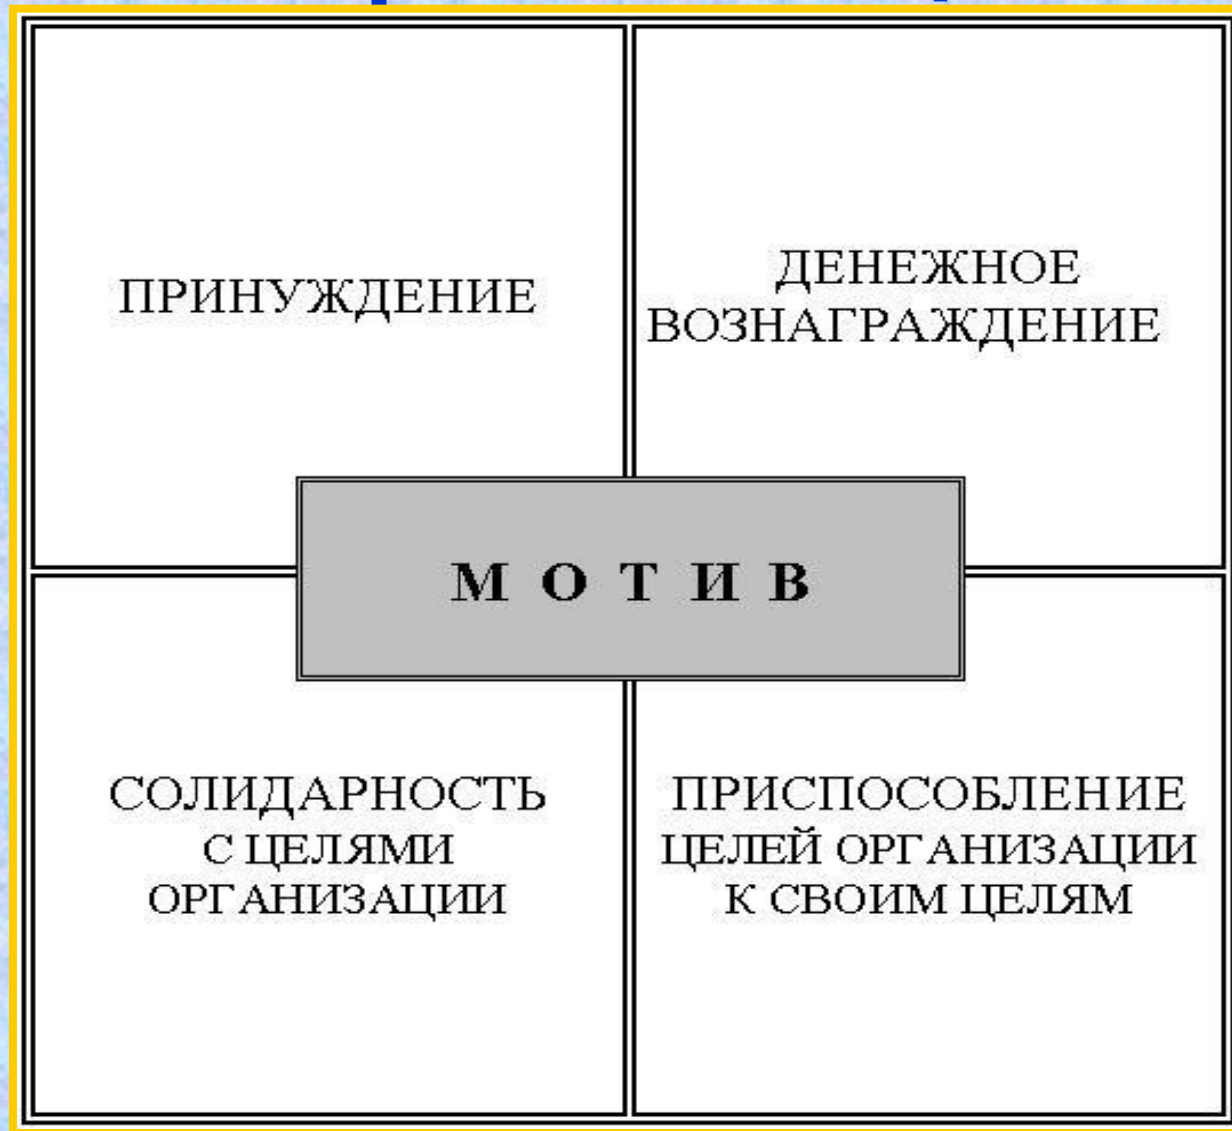 ПРИНУЖДЕНИЕ
ДЕНЕЖНОЕ
ВОЗНАГРАЖДЕНИЕ
М О Т И В
СОЛИДАРНОСТЬ
С ЦЕЛЯМИ
ОРГАНИЗАЦИИ
ПРИСПОСОБЛЕНИЕ
ЦЕЛЕЙ ОРГАНИЗАЦИИ
К СВОИМ ЦЕЛЯМ